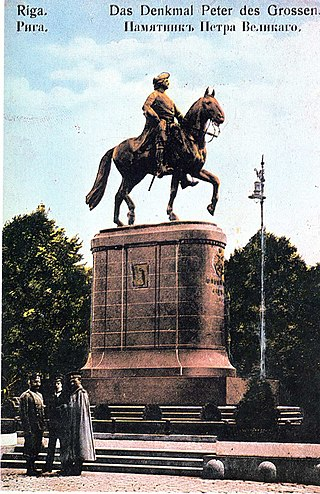 Riga. Das Denkmal Peter des Grossen.
Рига. Памятникъ Петра Великаго.